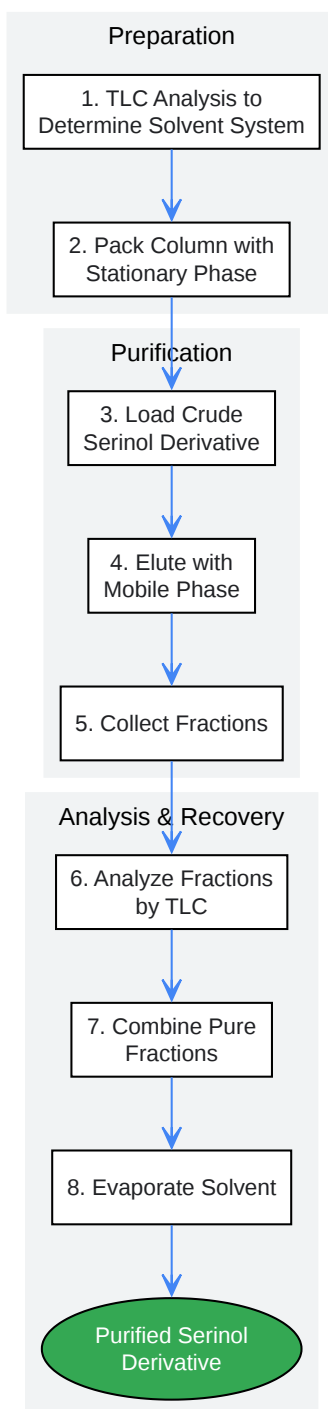 Preparation
1. TLC Analysis to
Determine Solvent System
2. Pack Column with
Stationary Phase
Purification
3. Load Crude
Serinol Derivative
4. Elute with
Mobile Phase
5. Collect Fractions
Analysis & Recovery
6. Analyze Fractions
by TLC
7. Combine Pure
Fractions
8. Evaporate Solvent
Purified Serinol
Derivative